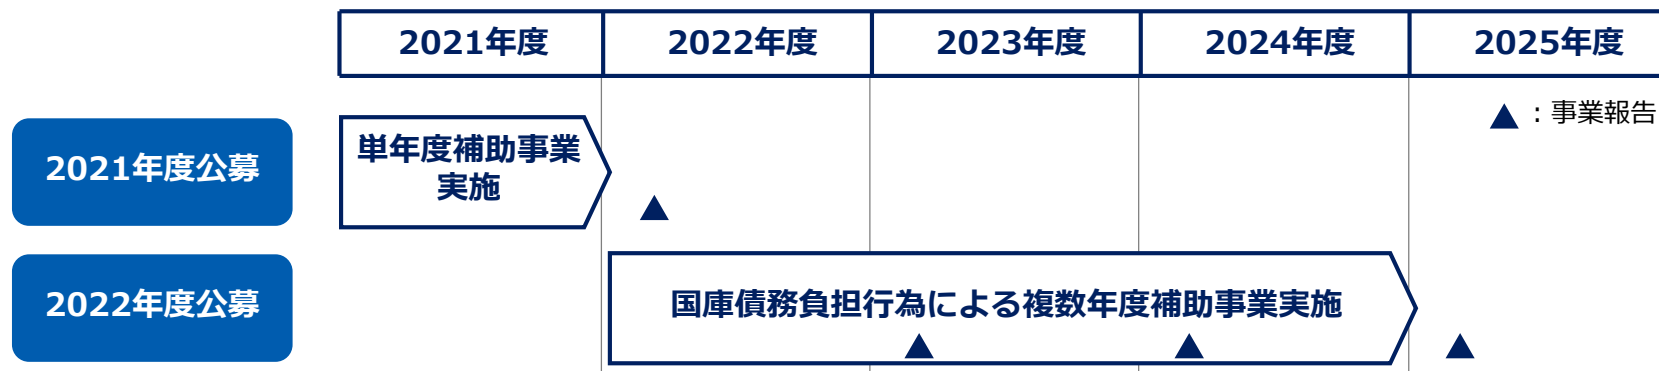 2021年度 2022年度 2023年度 2024年度 2025年度
▲：事業報告
2021年度公募
単年度補助事業
実施
2022年度公募
国庫債務負担行為による複数年度補助事業実施